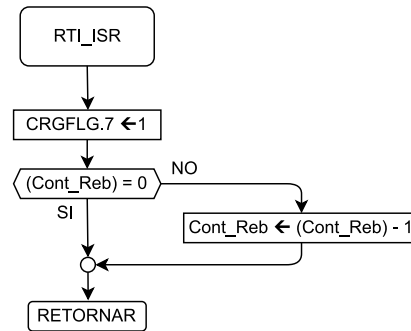 RTI_ISR
CRGFLG.7 ←1
(Cont_Reb) = 0
NO
SI
Cont_Reb ← (Cont_Reb) - 1
RETORNAR